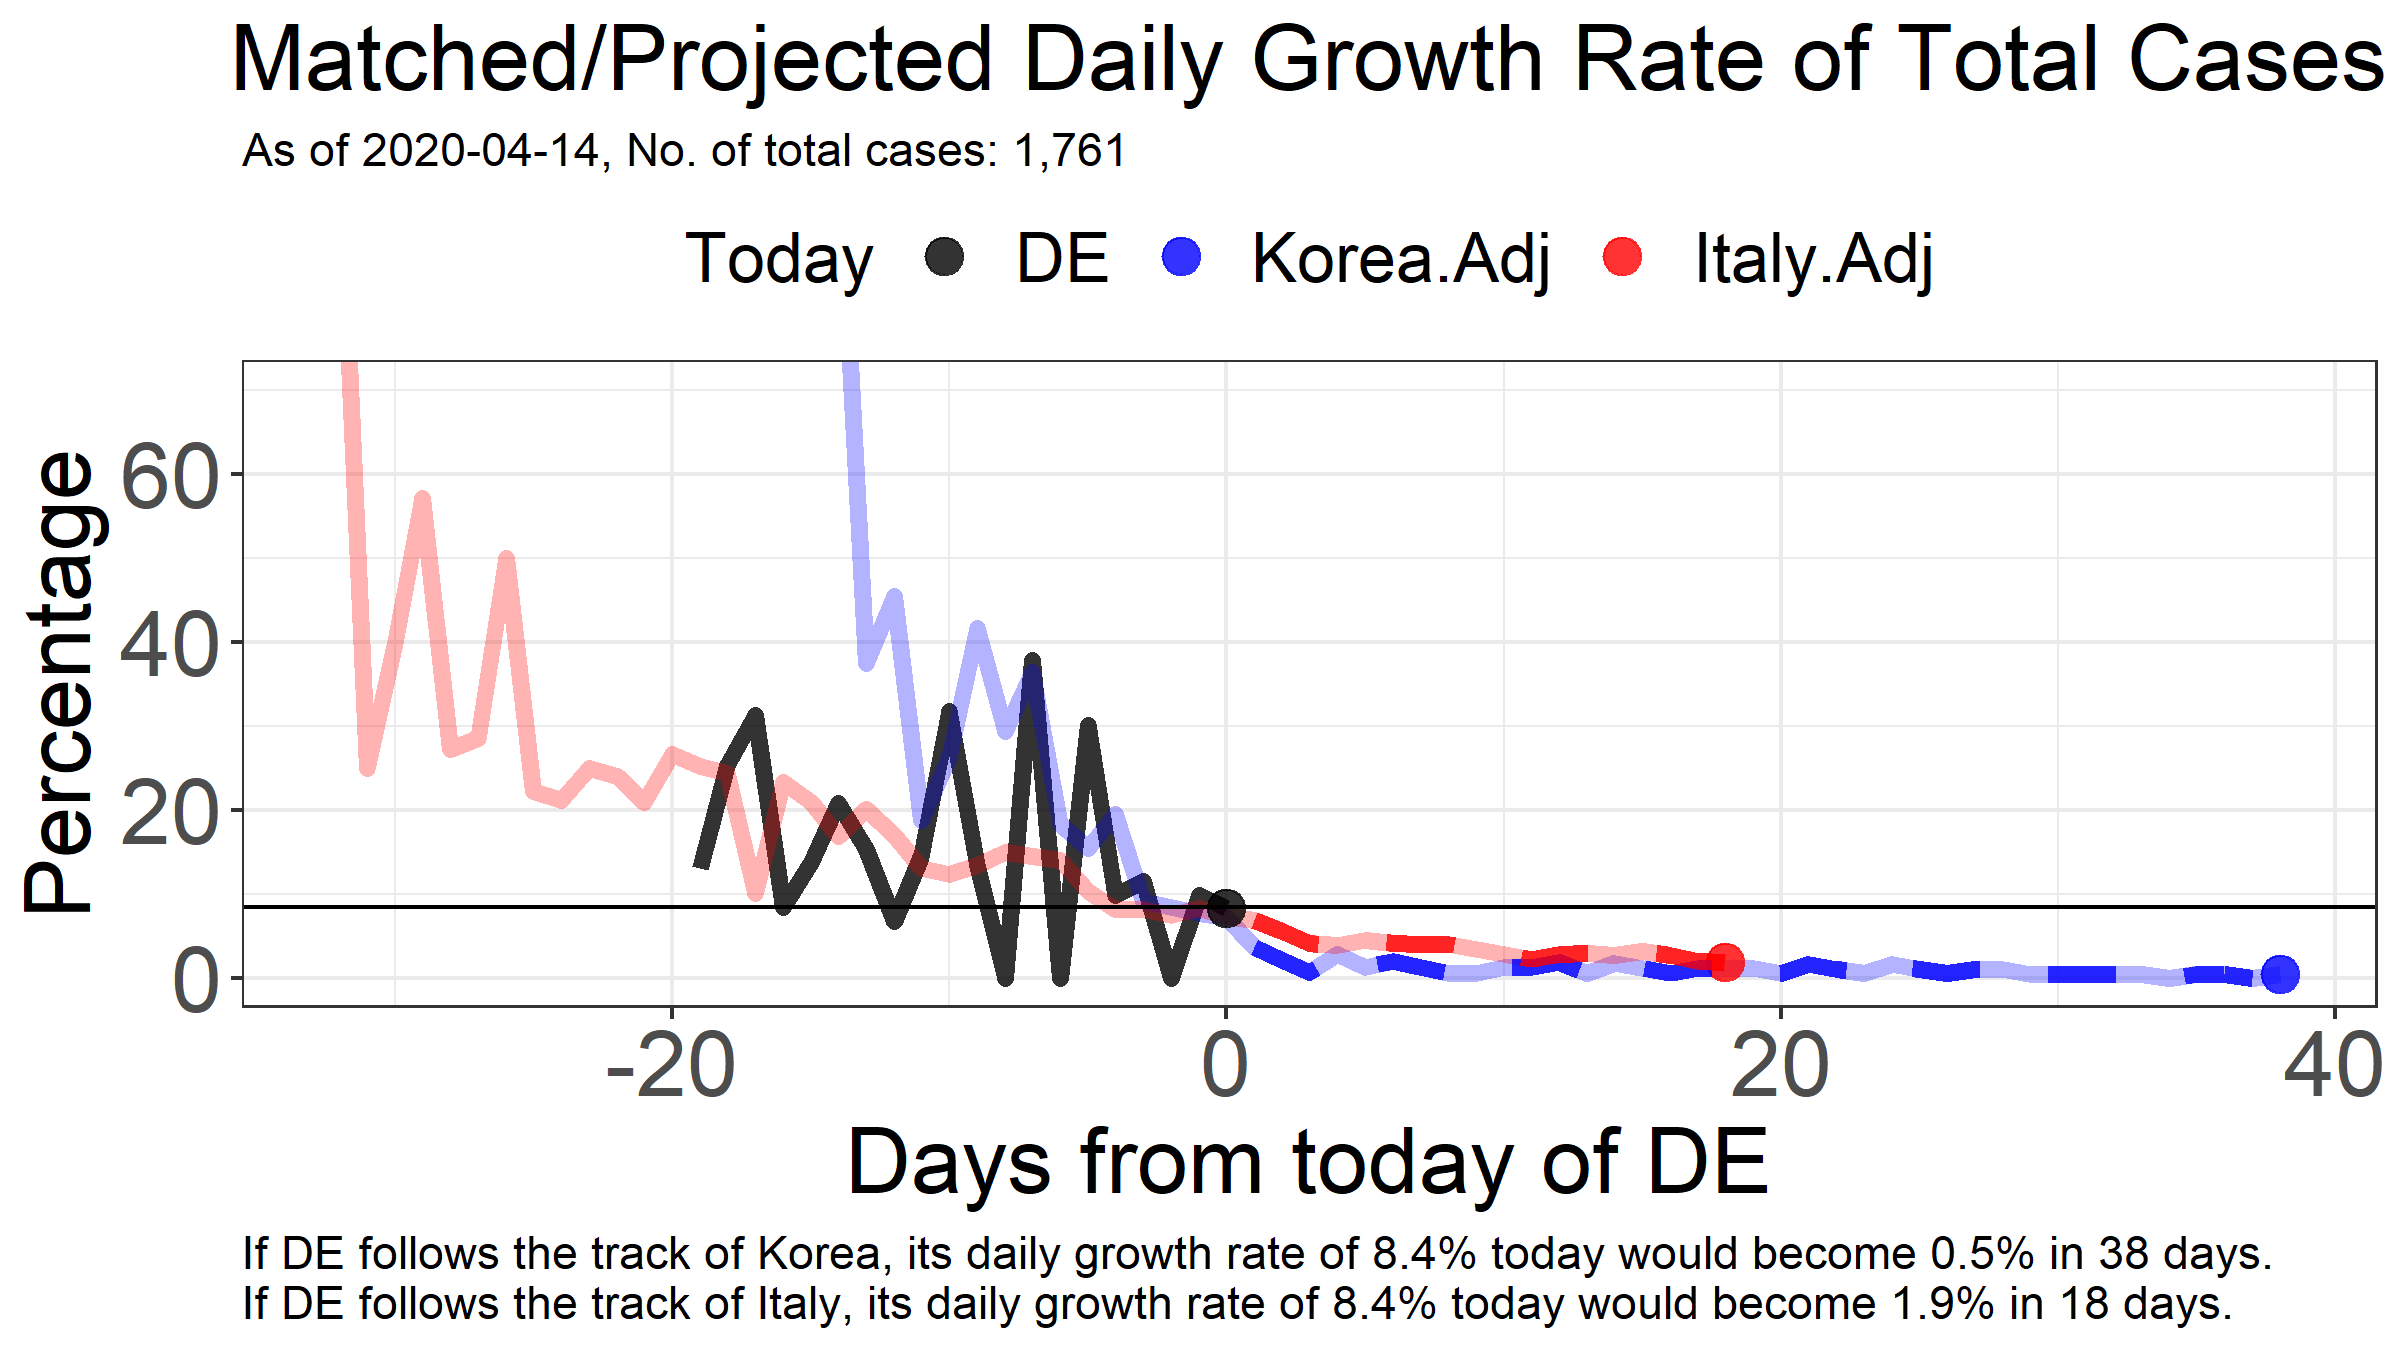 Matched/Projected Daily Growth Rate of Total Cases
As of 2020-04-14, No. of total cases: 1,761
Today DE Korea.Adj Italy.Adj
Percentage
60
40
20
0
-20 0 20 40
Days from today of DE
If DE follows the track of Korea, its daily growth rate of 8.4% today would become 0.5% in 38 days.
If DE follows the track of Italy, its daily growth rate of 8.4% today would become 1.9% in 18 days.